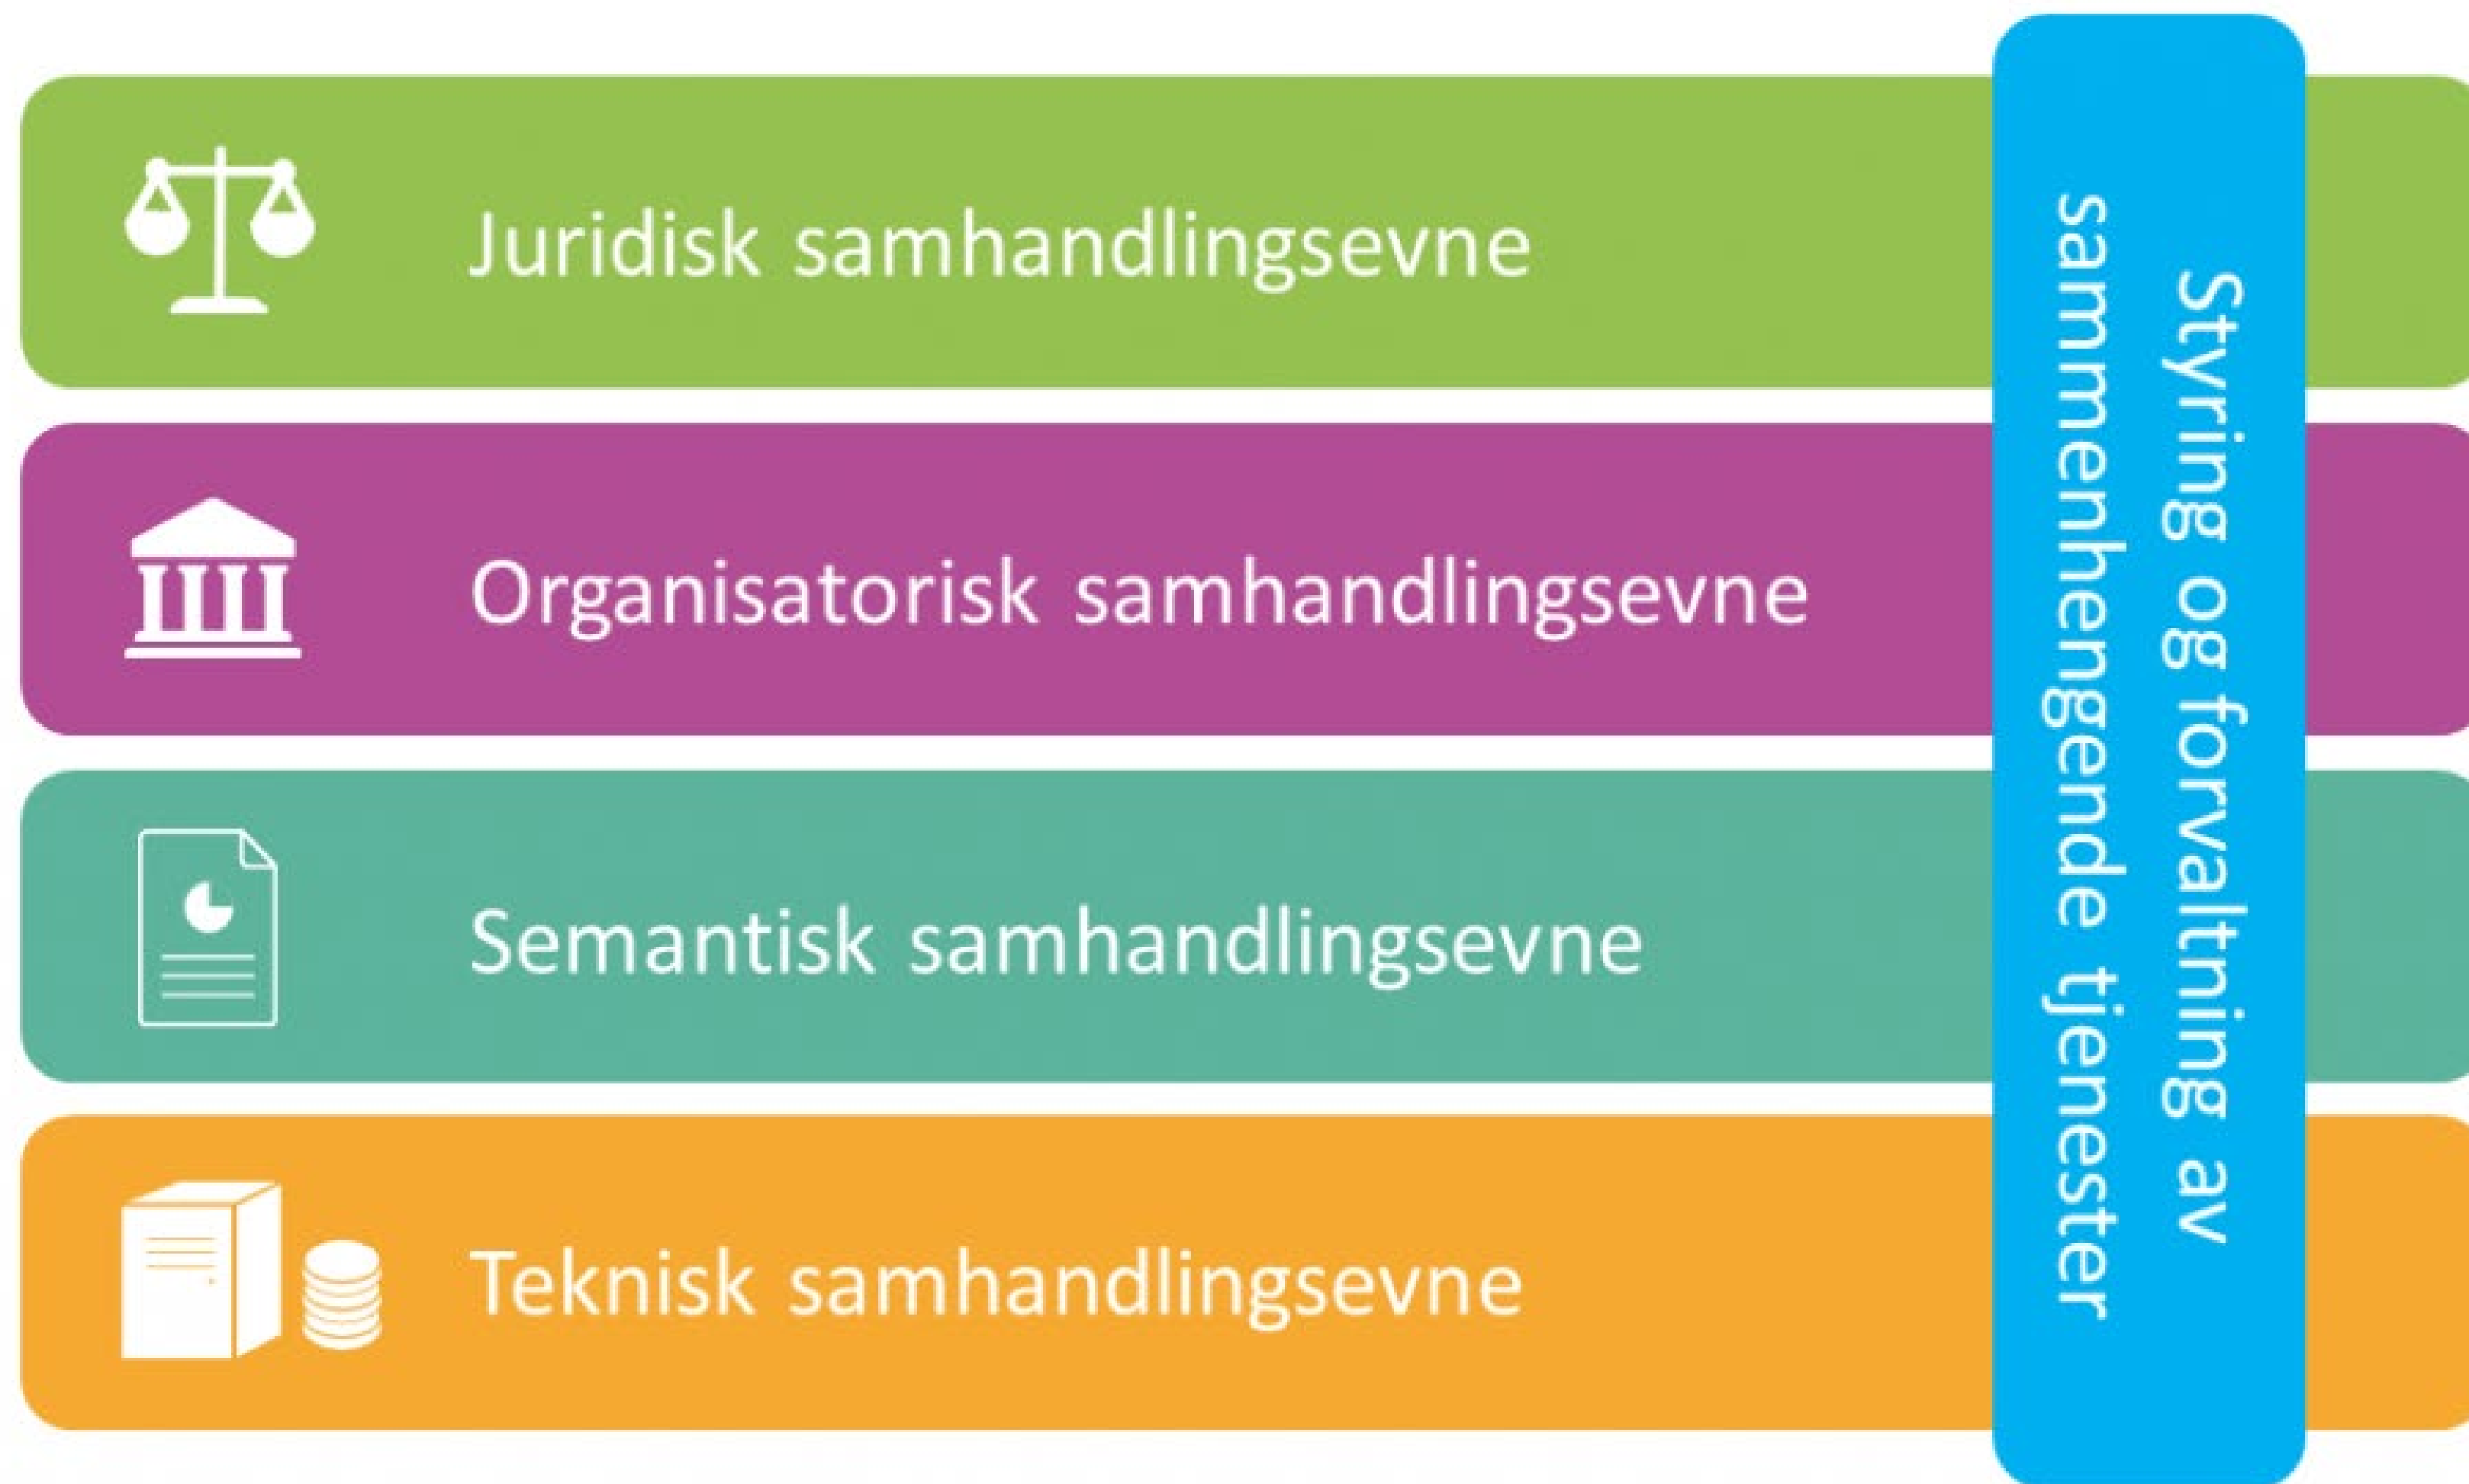 Juridisk samhandlingsevne
Organisatorisk samhandlingsevne
Semantisk samhandlingsevne
Teknisk samhandlingsevne
Styring og forvaltning av
sammenhengende tjenester